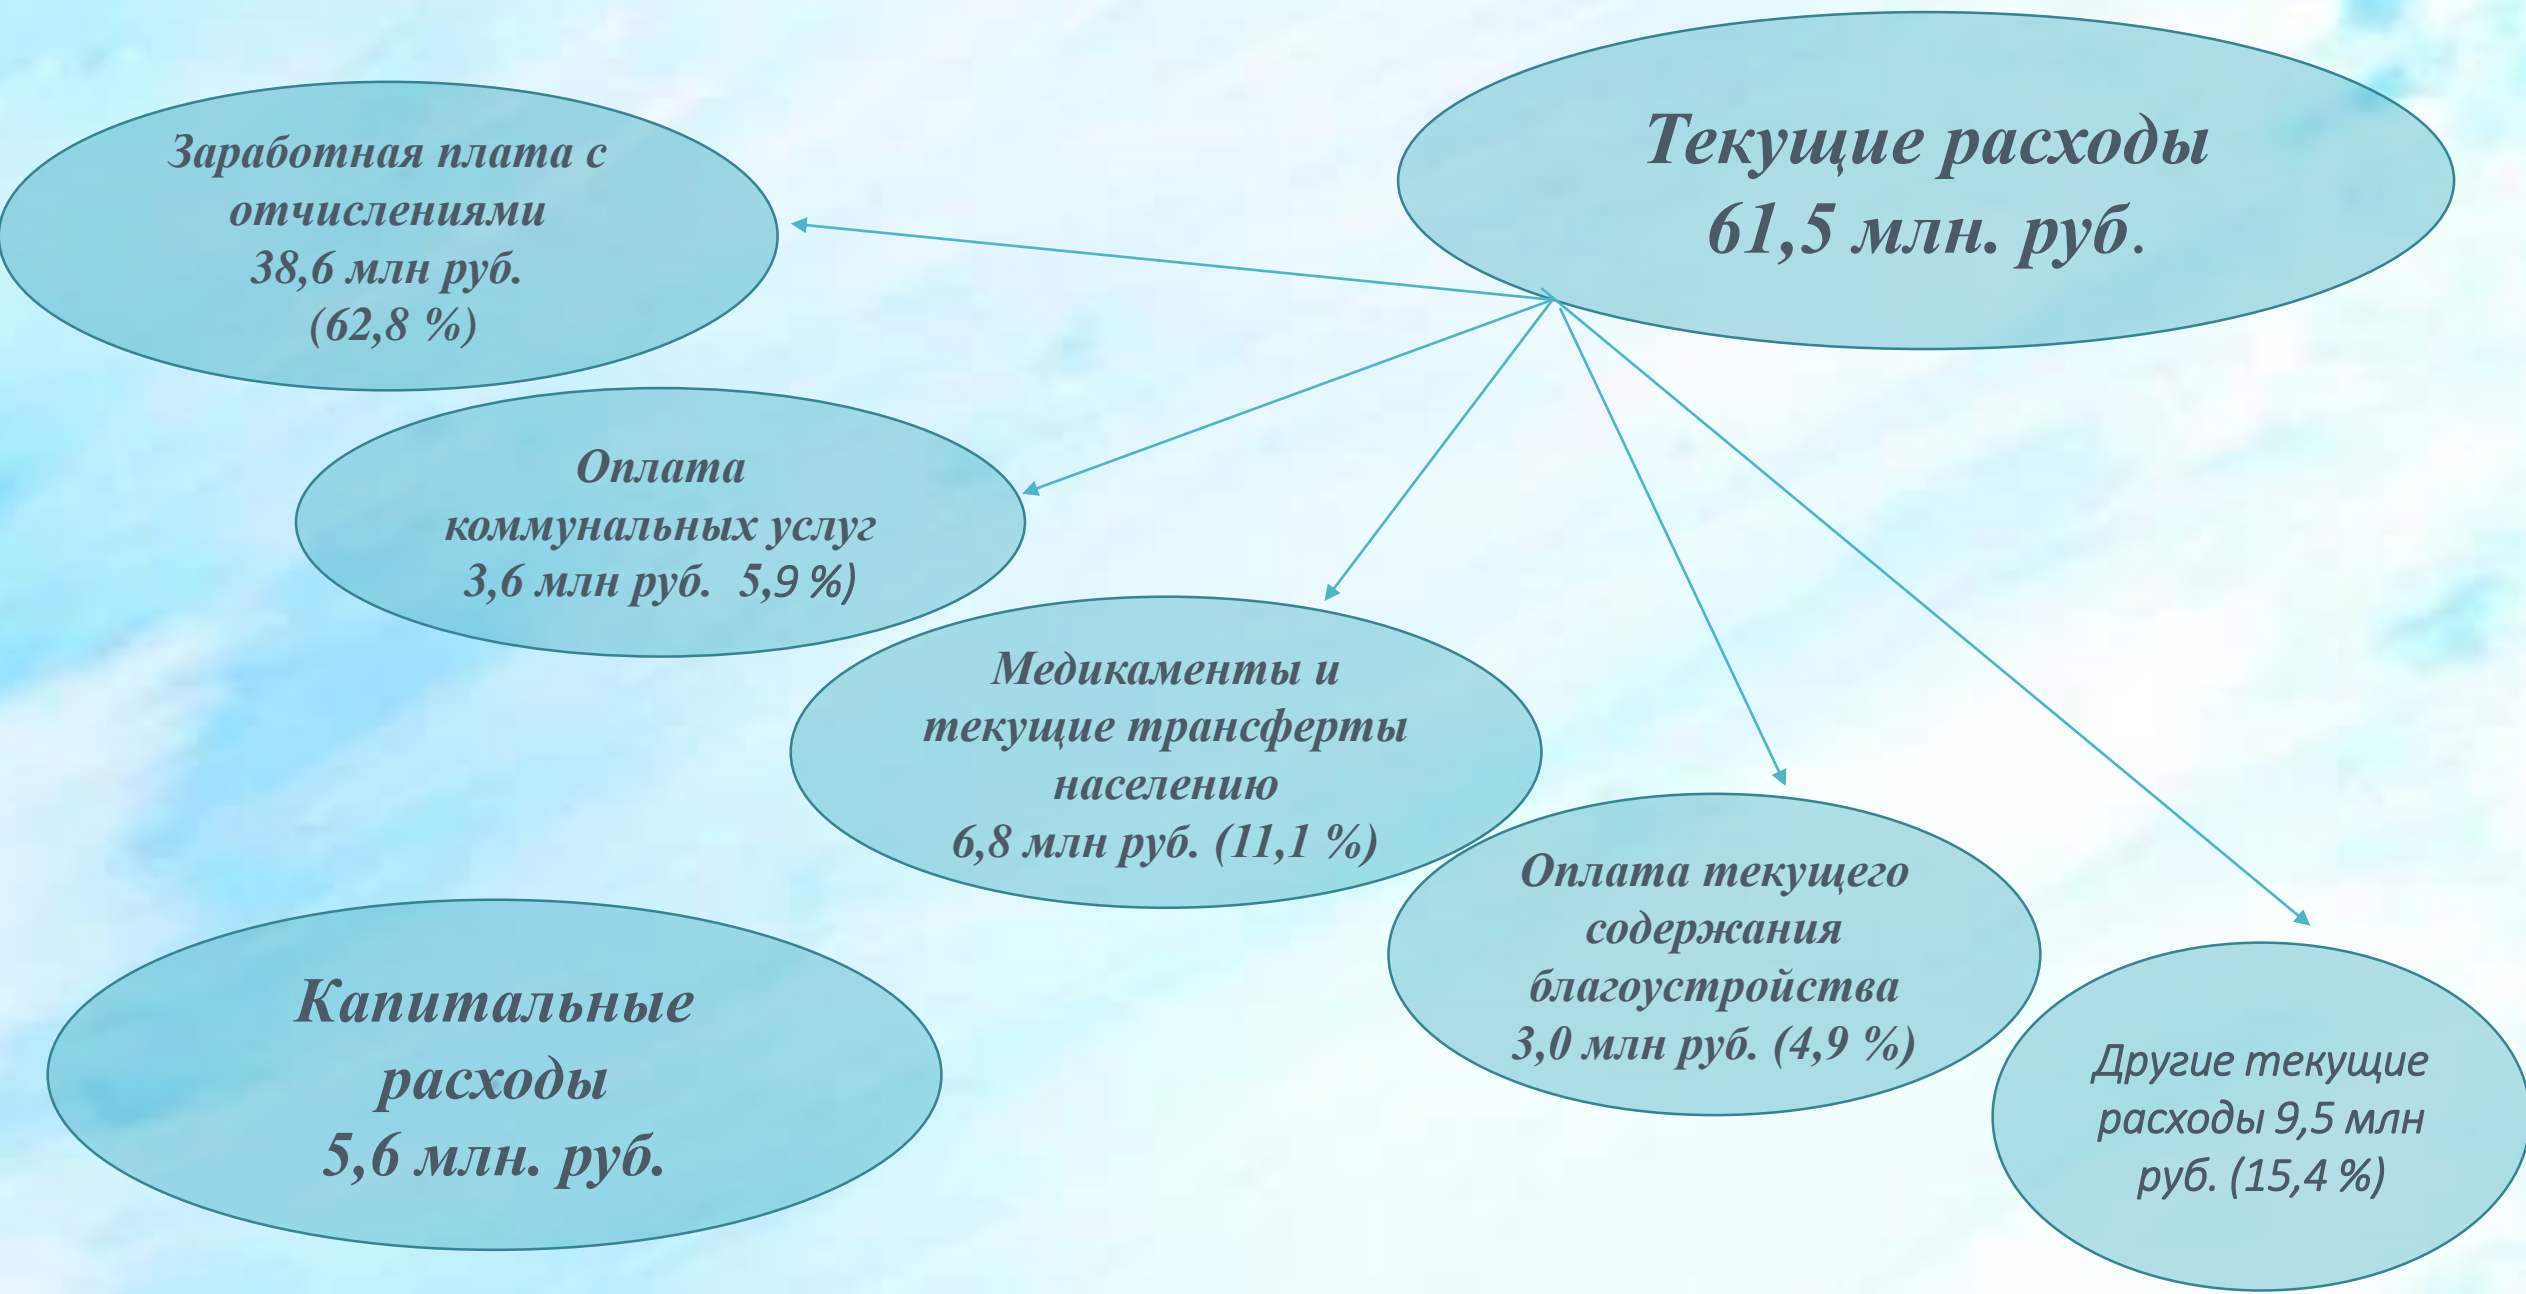 Текущие расходы
61,5 млн. руб.
Заработная плата с
отчислениями
38,6 млн руб.
(62,8 %)
Оплата
коммунальных услуг
3,6 млн руб.  5,9 %)
Медикаменты и
текущие трансферты
населению
6,8 млн руб. (11,1 %)
Оплата текущего
содержания
благоустройства
3,0 млн руб. (4,9 %)
Другие текущие
расходы 9,5 млн
руб. (15,4 %)
Капитальные
расходы
5,6 млн. руб.